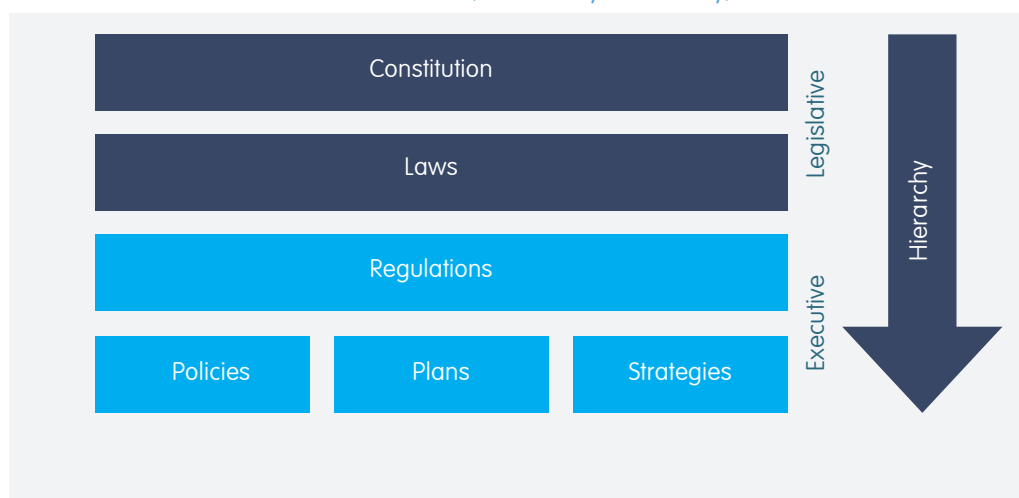 Constitution
Laws
Regulations
Policies
Plans
Strategies
Legislative
Executive
Hierarchy